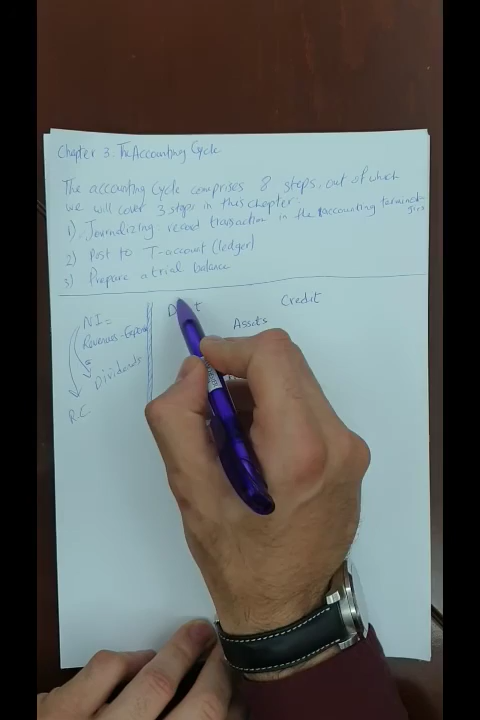 Chapter 3: The Accounting Cycle
The accounting cycle comprises 8 steps, out of which
we will cover 3 steps in this chapter:
1) Journalizing: record transaction in the accounting
2) Post to T-account (ledger)
3) Prepare a trial balance
Credit
NI =
Assets
Revenues - Expenses
Dividends